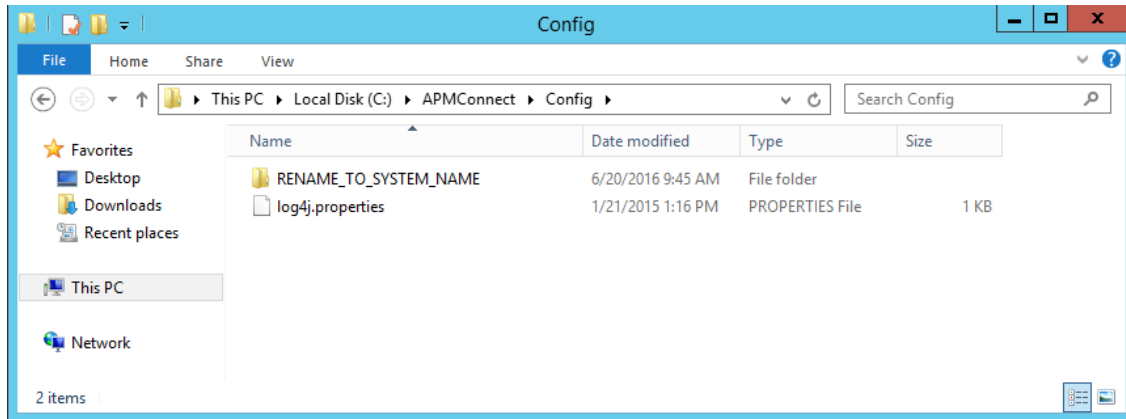 Config
File Home Share View
This PC Local Disk (C:) APMConnect Config Search Config
Name Date modified Type Size
Favorites
Desktop
Downloads
Recent places
This PC
Network
RENAME_TO_SYSTEM_NAME 6/20/2016 9:45 AM File folder
log4j.properties 1/21/2015 1:16 PM PROPERTIES File 1 KB
2 items